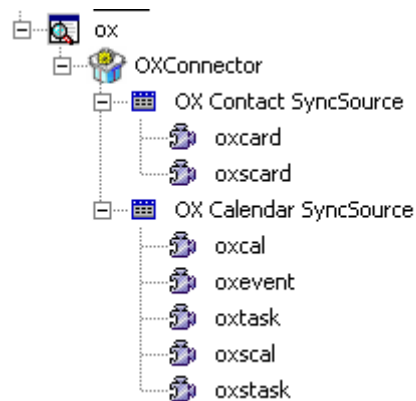 ox
OXConnector
OX Contact SyncSource
oxcard
oxscard
OX Calendar SyncSource
oxcal
oxevent
oxtask
oxscal
oxstask